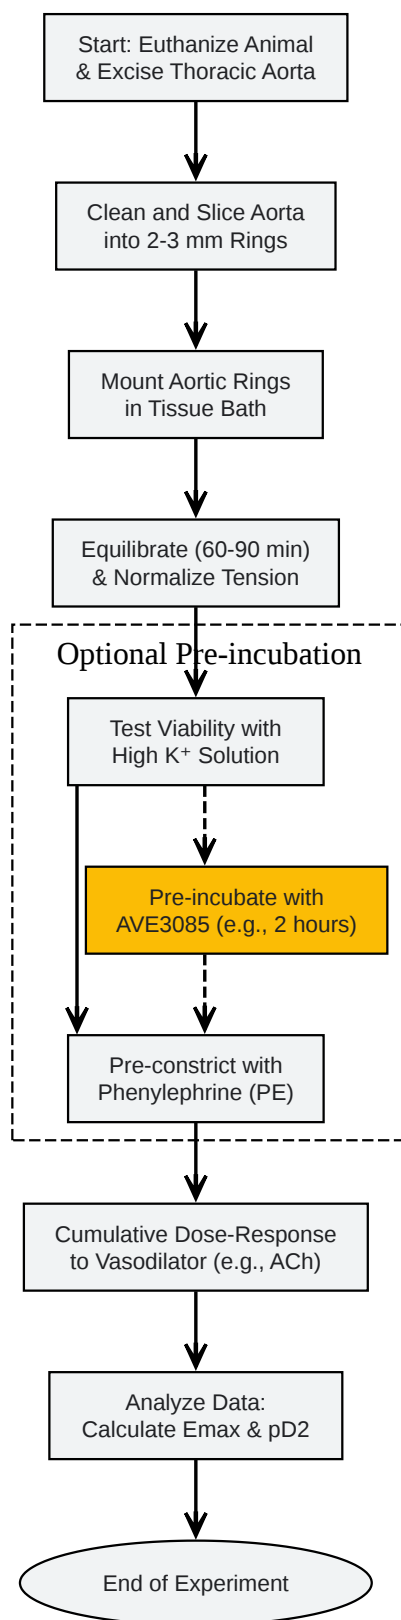 Start: Euthanize Animal
& Excise Thoracic Aorta
Clean and Slice Aorta
into 2-3 mm Rings
Mount Aortic Rings
in Tissue Bath
Equilibrate (60-90 min)
& Normalize Tension
Optional Pre-incubation
Test Viability with
High K⁺ Solution
Pre-incubate with
AVE3085 (e.g., 2 hours)
Pre-constrict with
Phenylephrine (PE)
Cumulative Dose-Response
to Vasodilator (e.g., ACh)
Analyze Data:
Calculate Emax & pD2
End of Experiment